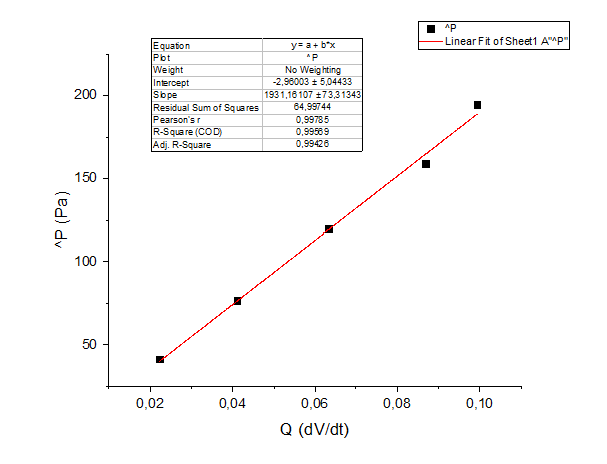 ^P
Linear Fit of Sheet1 A"^P"
Equation y = a + b*x
Plot ^P
Weight No Weighting
Intercept -2,96003 ± 5,04433
Slope 1931,16107 ± 73,31343
Residual Sum of Squares 64,99744
Pearson's r 0,99785
R-Square (COD) 0,99569
Adj. R-Square 0,99426
200
150
100
50
^P (Pa)
0,02 0,04 0,06 0,08 0,10
Q (dV/dt)